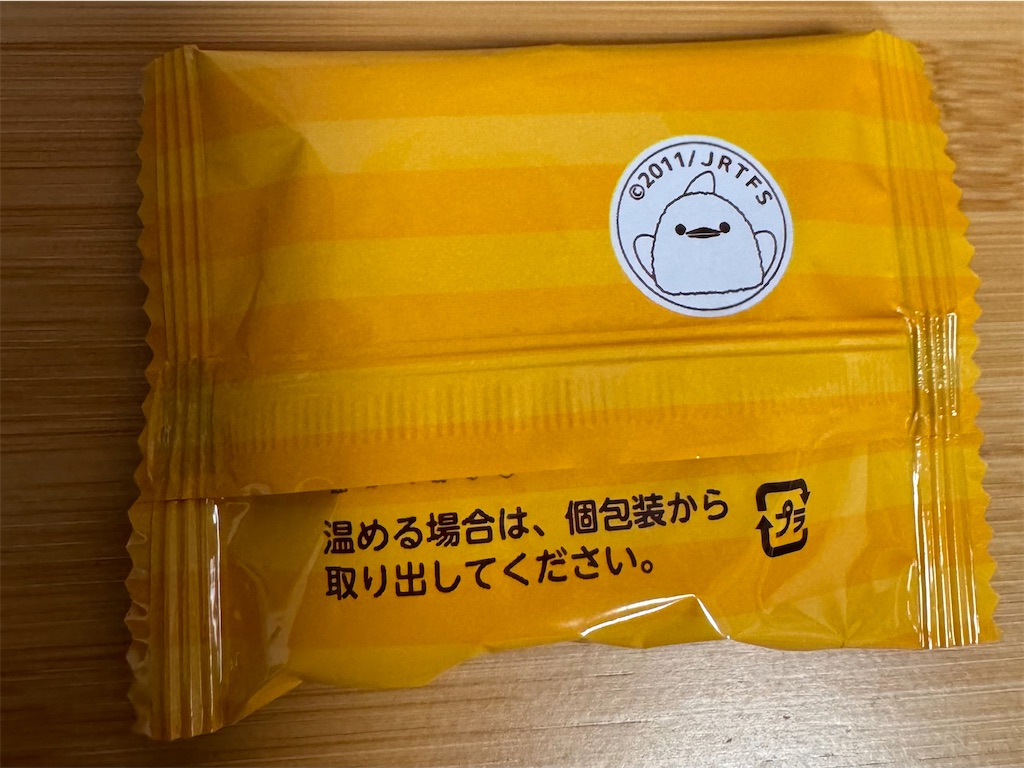 ©2011/JRTFS
温める場合は、個包装から
取り出してください。
プラ